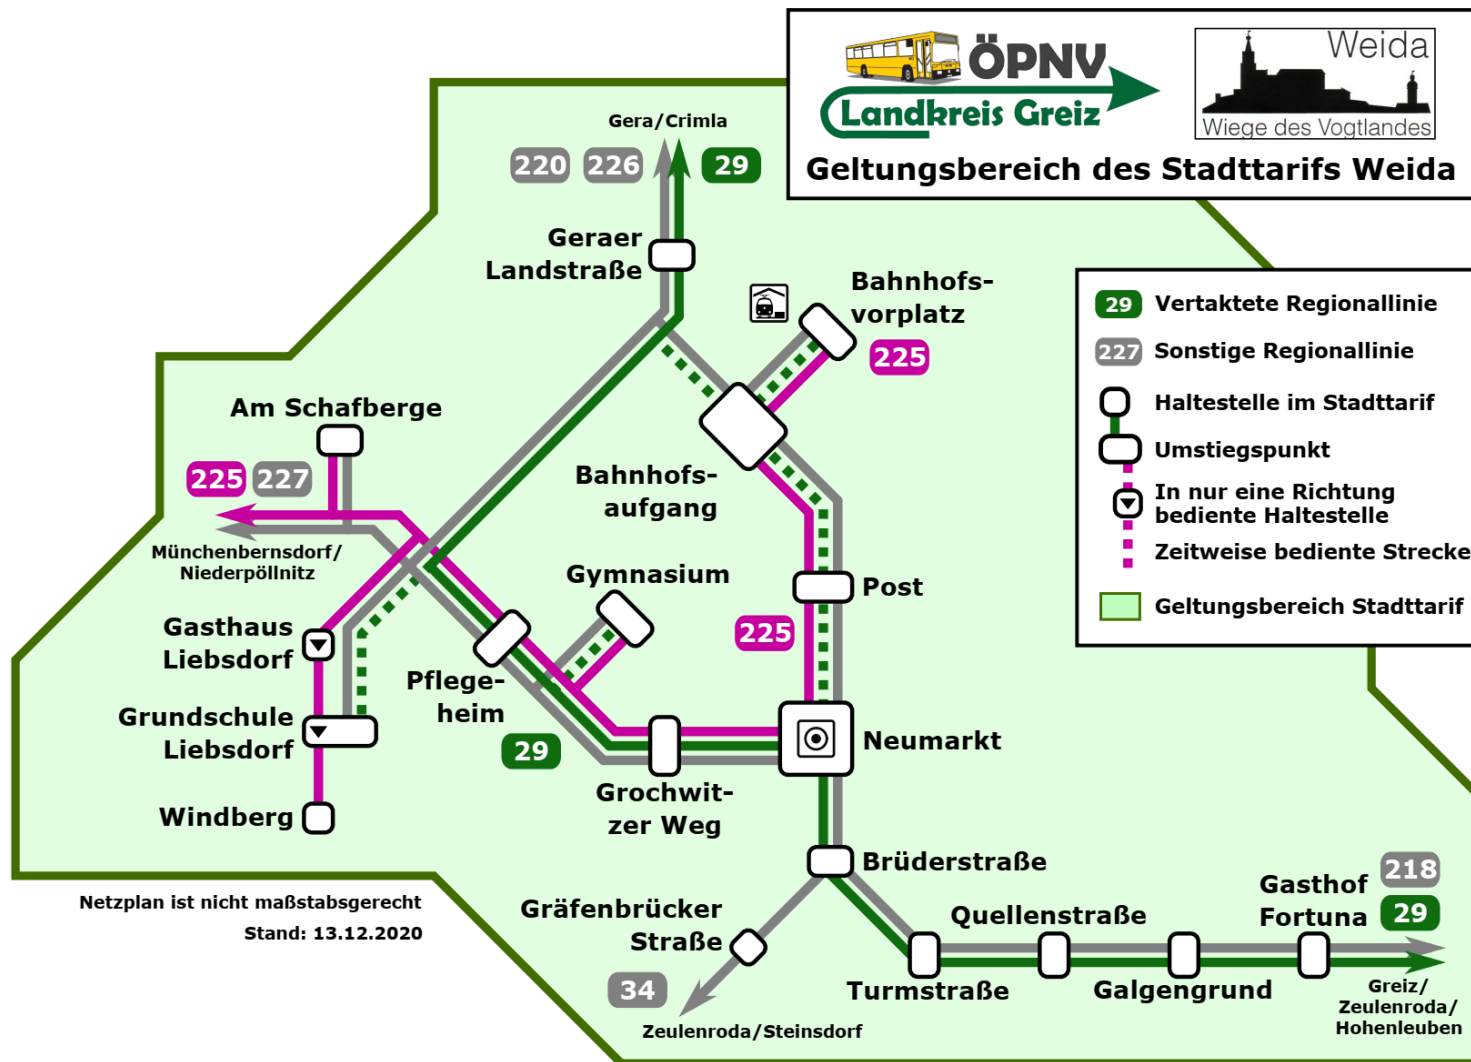 ÖPNV
Landkreis Greiz
Weida
Wiege des Vogtlandes
Geltungsbereich des Stadttarifs Weida
Gera/Crimla
220
226
29
Geraer
Landstraße
Bahnhofs-
vorplatz
225
Am Schafberge
225
227
Münchenbernsdorf/
Niederpöllnitz
Bahnhofs-
aufgang
Gymnasium
Post
225
Gasthaus
Liebsdorf
Pflege-
heim
Grundschule
Liebsdorf
29
Neumarkt
Windberg
Grochwit-
zer Weg
Brüderstraße
Gräfenbrücker
Straße
34
Zeulenroda/Steinsdorf
Turmstraße
Quellenstraße
Galgengrund
Gasthof
Fortuna
218
29
Greiz/
Zeulenroda/
Hohenleuben
29 Vertaktete Regionallinie
227 Sonstige Regionallinie
Haltestelle im Stadttarif
Umstiegspunkt
In nur eine Richtung
bediente Haltestelle
Zeitweise bediente Strecke
Geltungsbereich Stadttarif
Netzplan ist nicht maßstabsgerecht
Stand: 13.12.2020